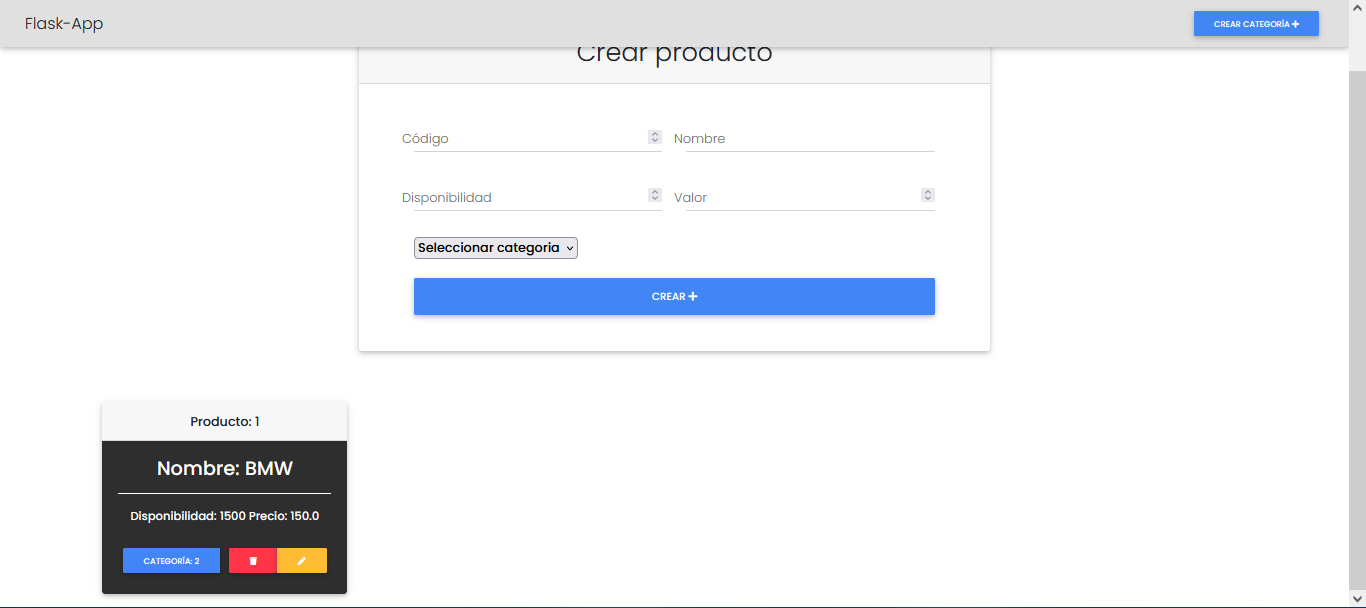 Flask-App
CREAR CATEGORÍA
Crear producto
Código
Nombre
Disponibilidad
Valor
Seleccionar categoria
CREAR
Producto: 1
Nombre: BMW
Disponibilidad: 1500 Precio: 150.0
CATEGORÍA: 2